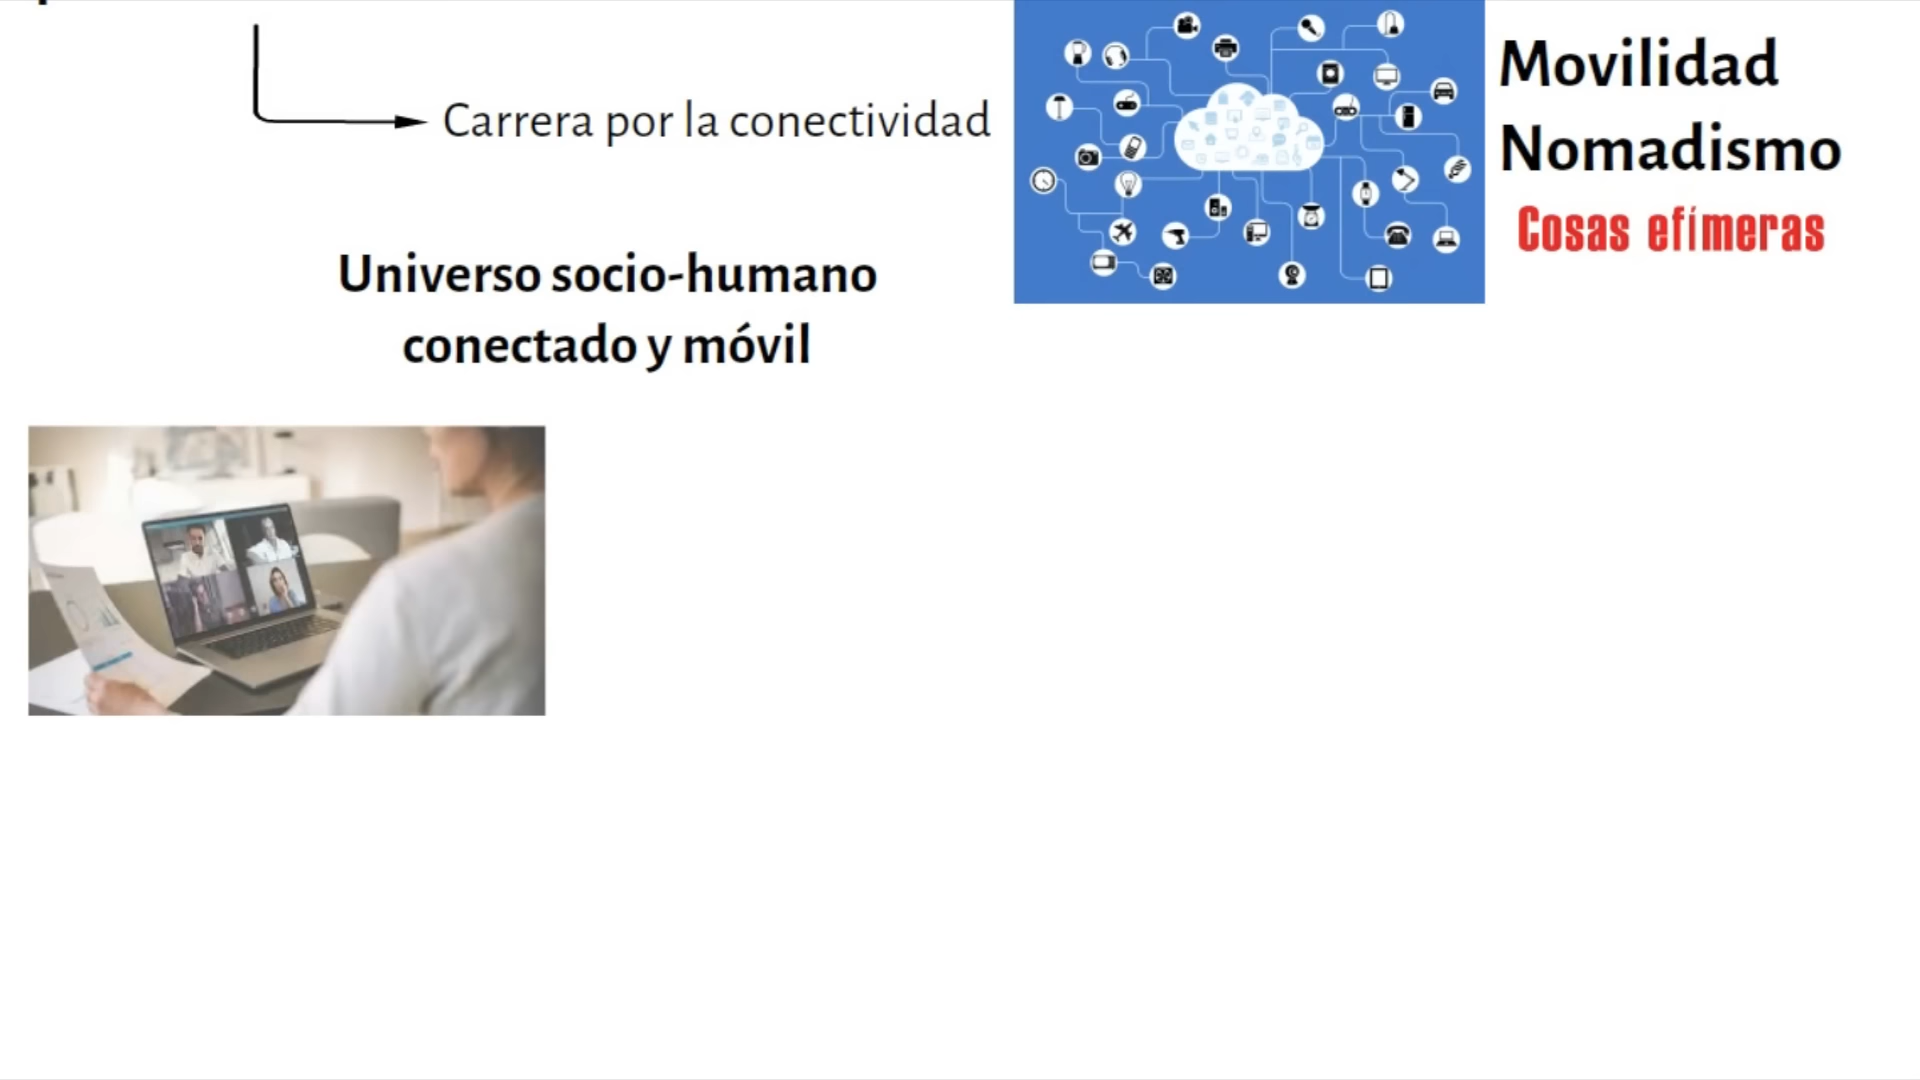 Carrera por la conectividad
Movilidad
Nomadismo
Cosas efímeras
Universo socio-humano
conectado y móvil